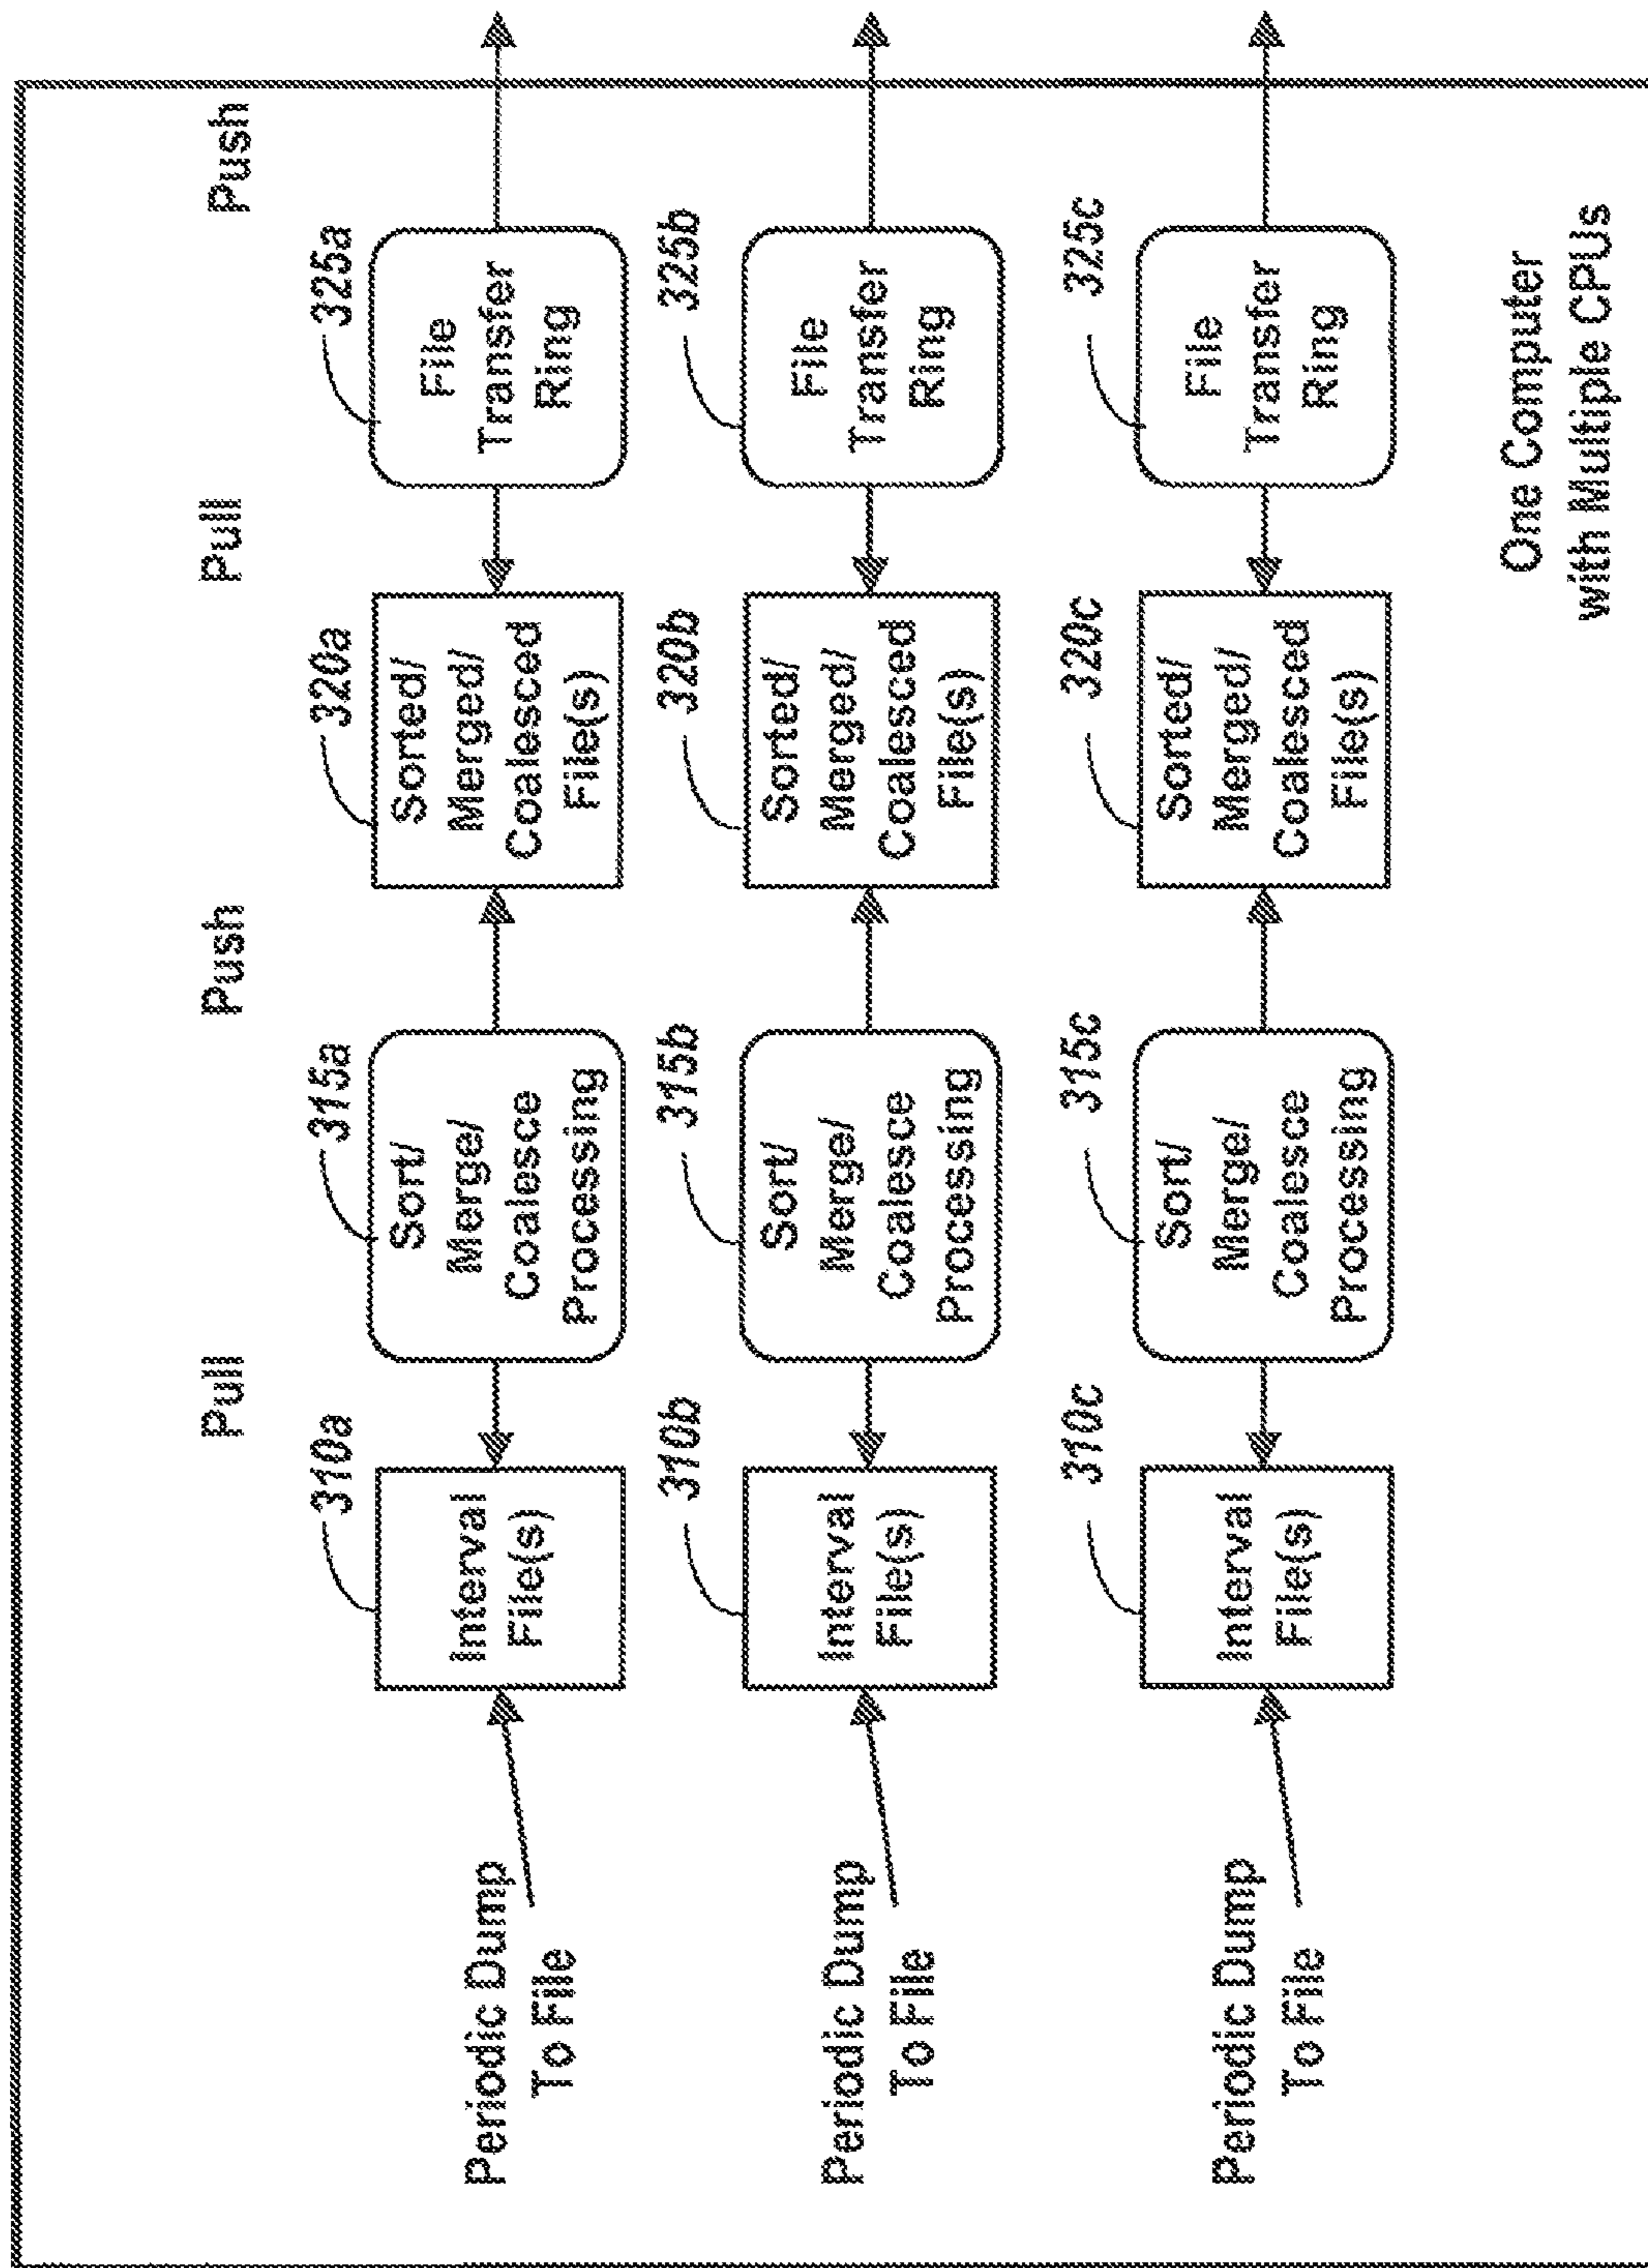 Pull
Push
Pull
Push
310a
315a
320a
325a
Periodic Dump
To File
Interval
File(s)
Sort/
Merge/
Coalesce
Processing
Sorted/
Merged/
Coalesced
File(s)
File
Transfer
Ring
310b
315b
320b
325b
Periodic Dump
To File
Interval
File(s)
Sort/
Merge/
Coalesce
Processing
Sorted/
Merged/
Coalesced
File(s)
File
Transfer
Ring
310c
315c
320c
325c
Periodic Dump
To File
Interval
File(s)
Sort/
Merge/
Coalesce
Processing
Sorted/
Merged/
Coalesced
File(s)
File
Transfer
Ring
One Computer
with Multiple CPUs